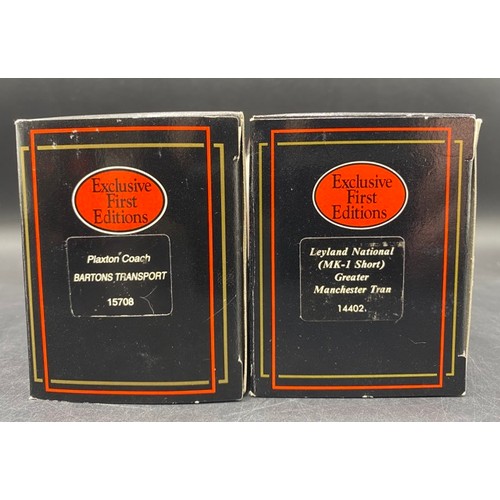 Exclusive
First
Editions
Plaxton Coach
BARTONS TRANSPORT
15708
Exclusive
First
Editions
Leyland National
(MK-1 Short)
Greater
Manchester Tran
14402.